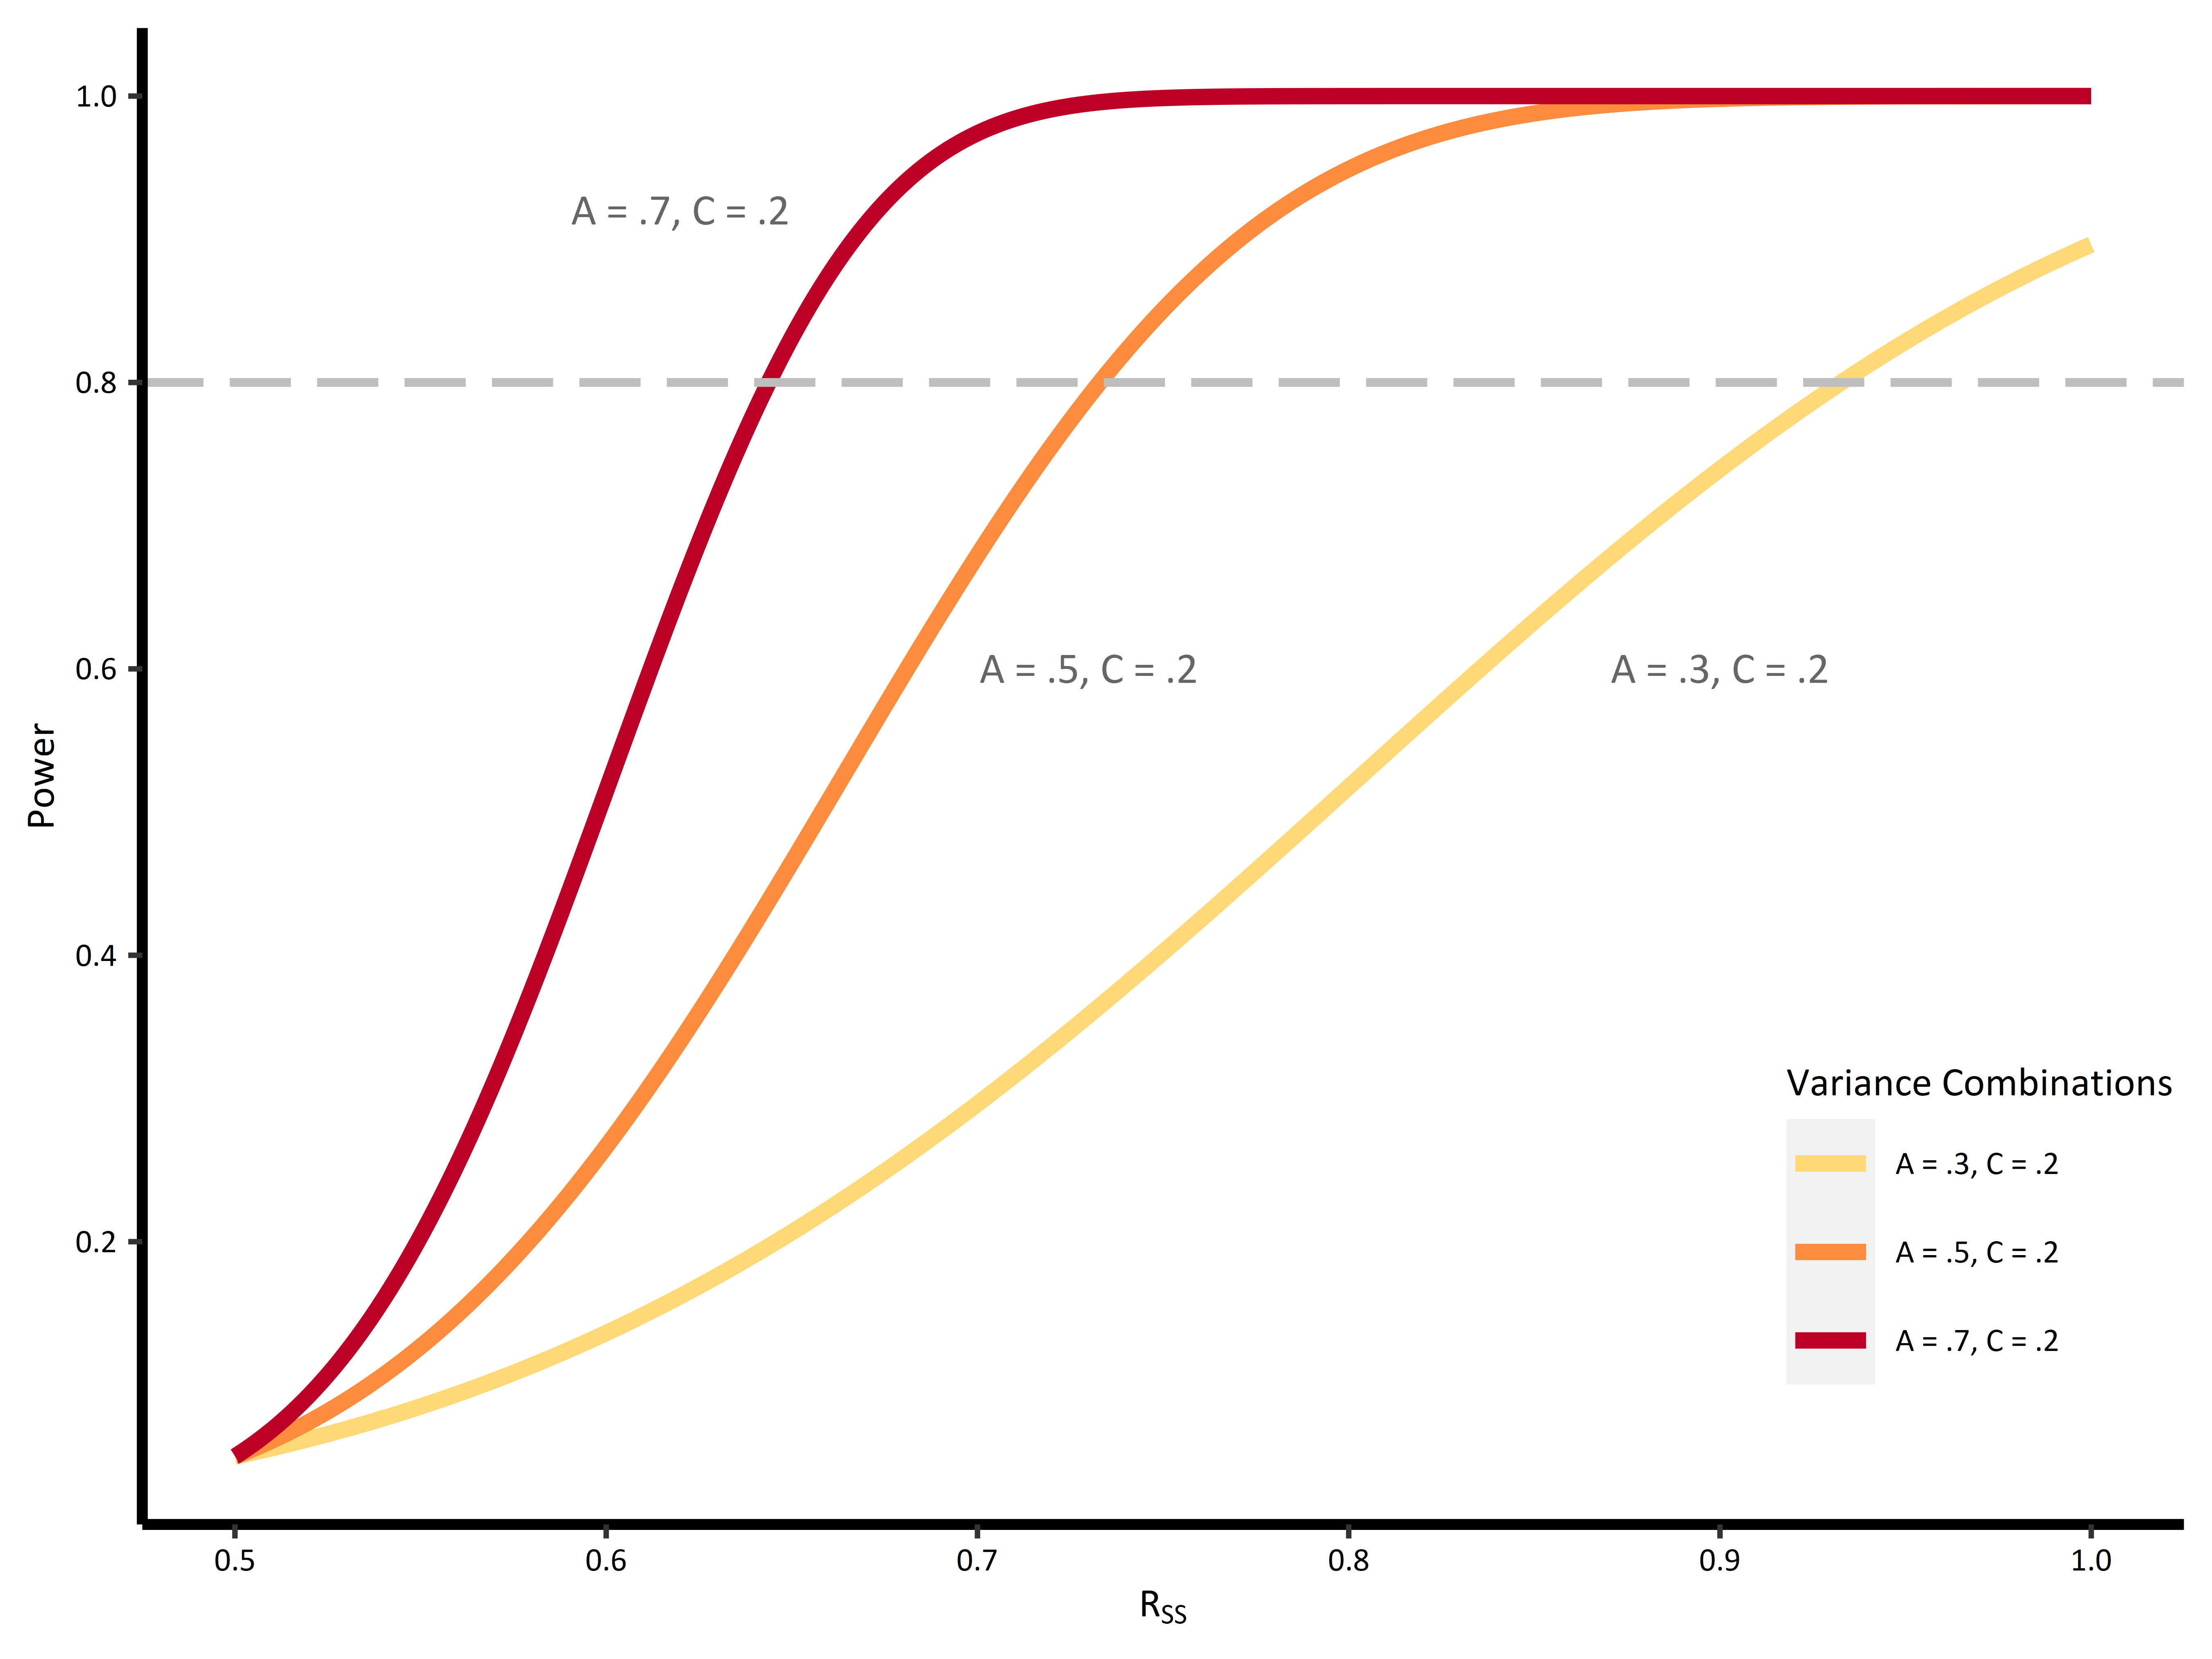 1.0
A = .7, C = .2
0.8
0.6
A = .5, C = .2
A = .3, C = .2
Power
0.4
Variance Combinations
A = .3, C = .2
0.2
A = .5, C = .2
A = .7, C = .2
0.5 0.6 0.7 0.8 0.9 1.0
RSS